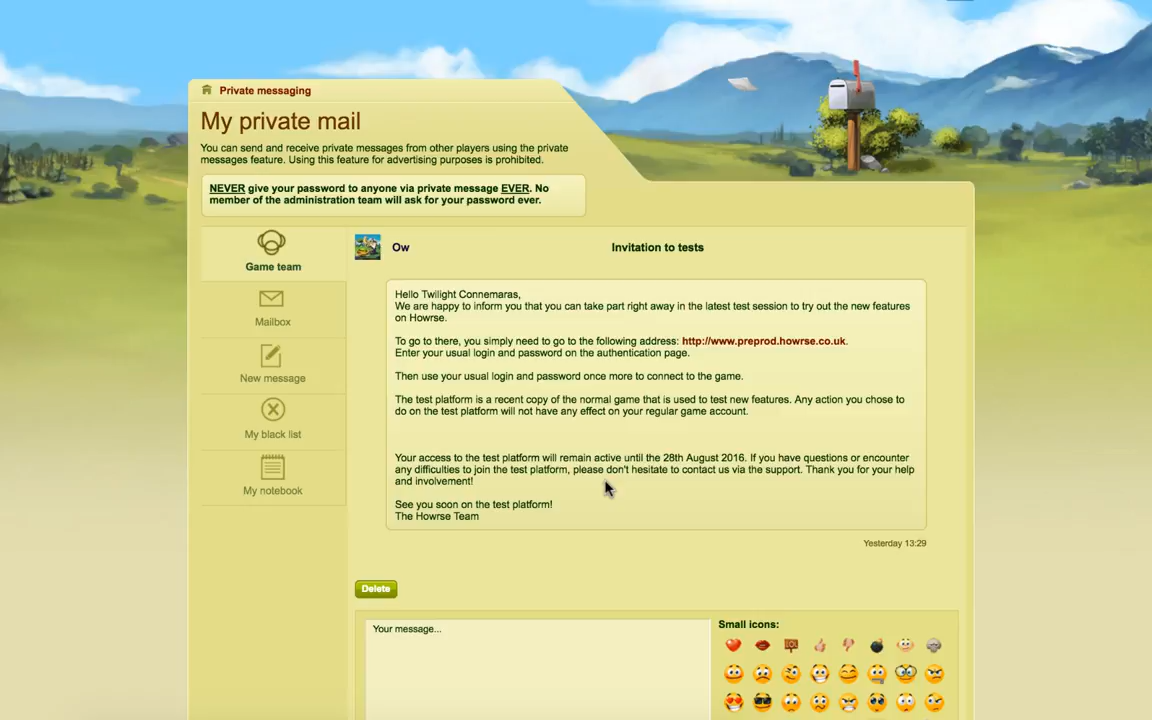 Private messaging
My private mail
You can send and receive private messages from other players using the private
messages feature. Using this feature for advertising purposes is prohibited.
NEVER give your password to anyone via private message EVER. No
member of the administration team will ask for your password ever.
Game team
Mailbox
New message
My black list
My notebook
Ow
Invitation to tests
Hello Twilight Connemaras,
We are happy to inform you that you can take part right away in the latest test session to try out the new features
on Howrse.
To go to there, you simply need to go to the following address: http://www.preprod.howrse.co.uk.
Enter your usual login and password on the authentication page.
Then use your usual login and password once more to connect to the game.
The test platform is a recent copy of the normal game that is used to test new features. Any action you chose to
do on the test platform will not have any effect on your regular game account.
Your access to the test platform will remain active until the 28th August 2016. If you have questions or encounter
any difficulties to join the test platform, please don't hesitate to contact us via the support. Thank you for your help
and involvement!
See you soon on the test platform!
The Howrse Team
Yesterday 13:29
Delete
Your message...
Small icons: